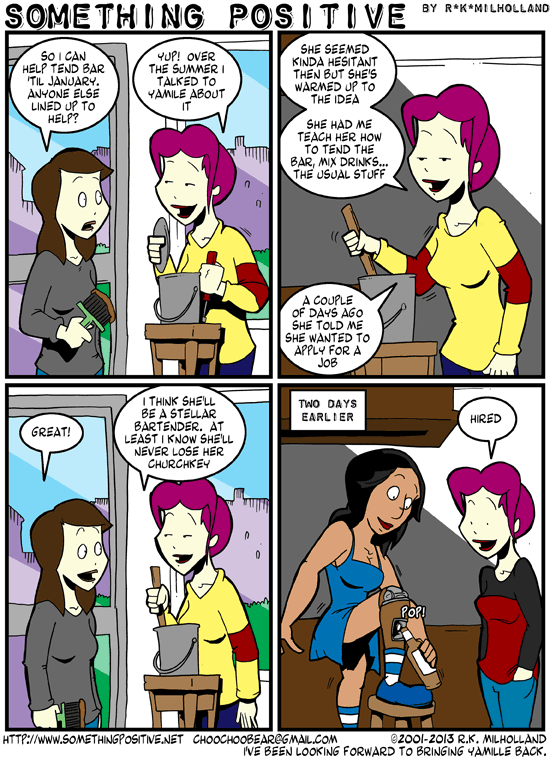 SOMETHING POSITIVE
BY R*K*MILHOLLAND
SO I CAN
HELP TEND BAR
'TIL JANUARY.
ANYONE ELSE
LINED UP TO
HELP?
YUP! OVER
THE SUMMER I
TALKED TO
YAMILE ABOUT
IT
SHE SEEMED
KINDA HESITANT
THEN BUT SHE'S
WARMED UP TO
THE IDEA
SHE HAD ME
TEACH HER HOW
TO TEND THE
BAR, MIX DRINKS...
THE USUAL STUFF
A COUPLE
OF DAYS AGO
SHE TOLD ME
SHE WANTED TO
APPLY FOR A
JOB
GREAT!
I THINK SHE'LL
BE A STELLAR
BARTENDER. AT
LEAST I KNOW SHE'LL
NEVER LOSE HER
CHURCHKEY
TWO DAYS
EARLIER
HIRED
POP!
HTTP://WWW.SOMETHINGPOSITIVE.NET CHOOCHOOBEAR@GMAIL.COM ©2001-2013 R.K. MILHOLLAND
I'VE BEEN LOOKING FORWARD TO BRINGING YAMILLE BACK.